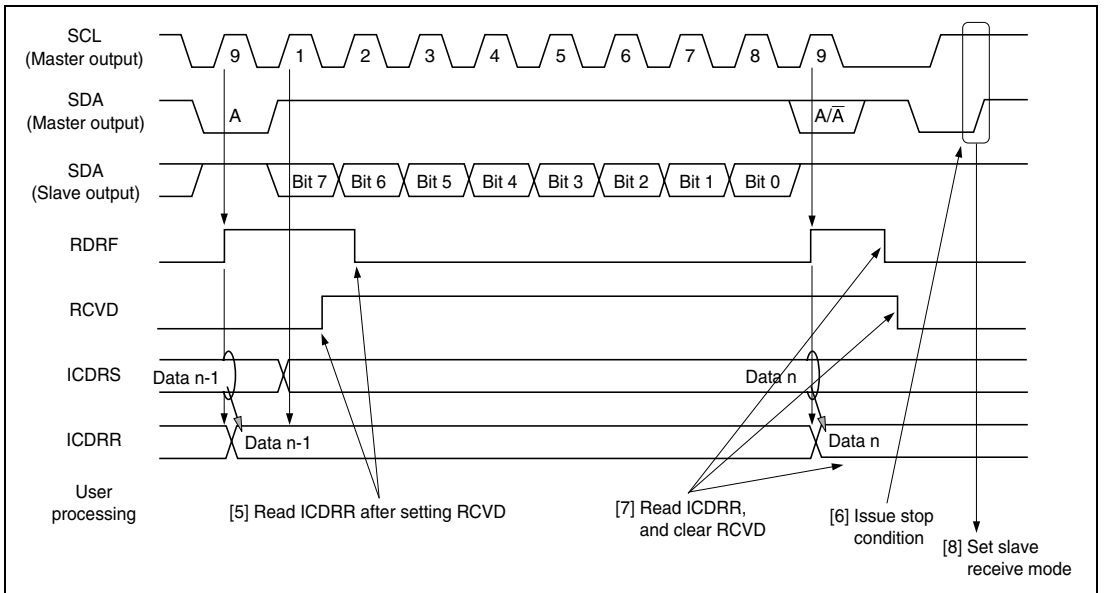 SCL
(Master output)
9 1 2 3 4 5 6 7 8 9
SDA
(Master output)
A A/A̅
SDA
(Slave output)
Bit 7 Bit 6 Bit 5 Bit 4 Bit 3 Bit 2 Bit 1 Bit 0
RDRF
RCVD
ICDRS
Data n-1 Data n
ICDRR
Data n-1 Data n
User
processing
[5] Read ICDRR after setting RCVD
[7] Read ICDRR,
and clear RCVD
[6] Issue stop
condition
[8] Set slave
receive mode